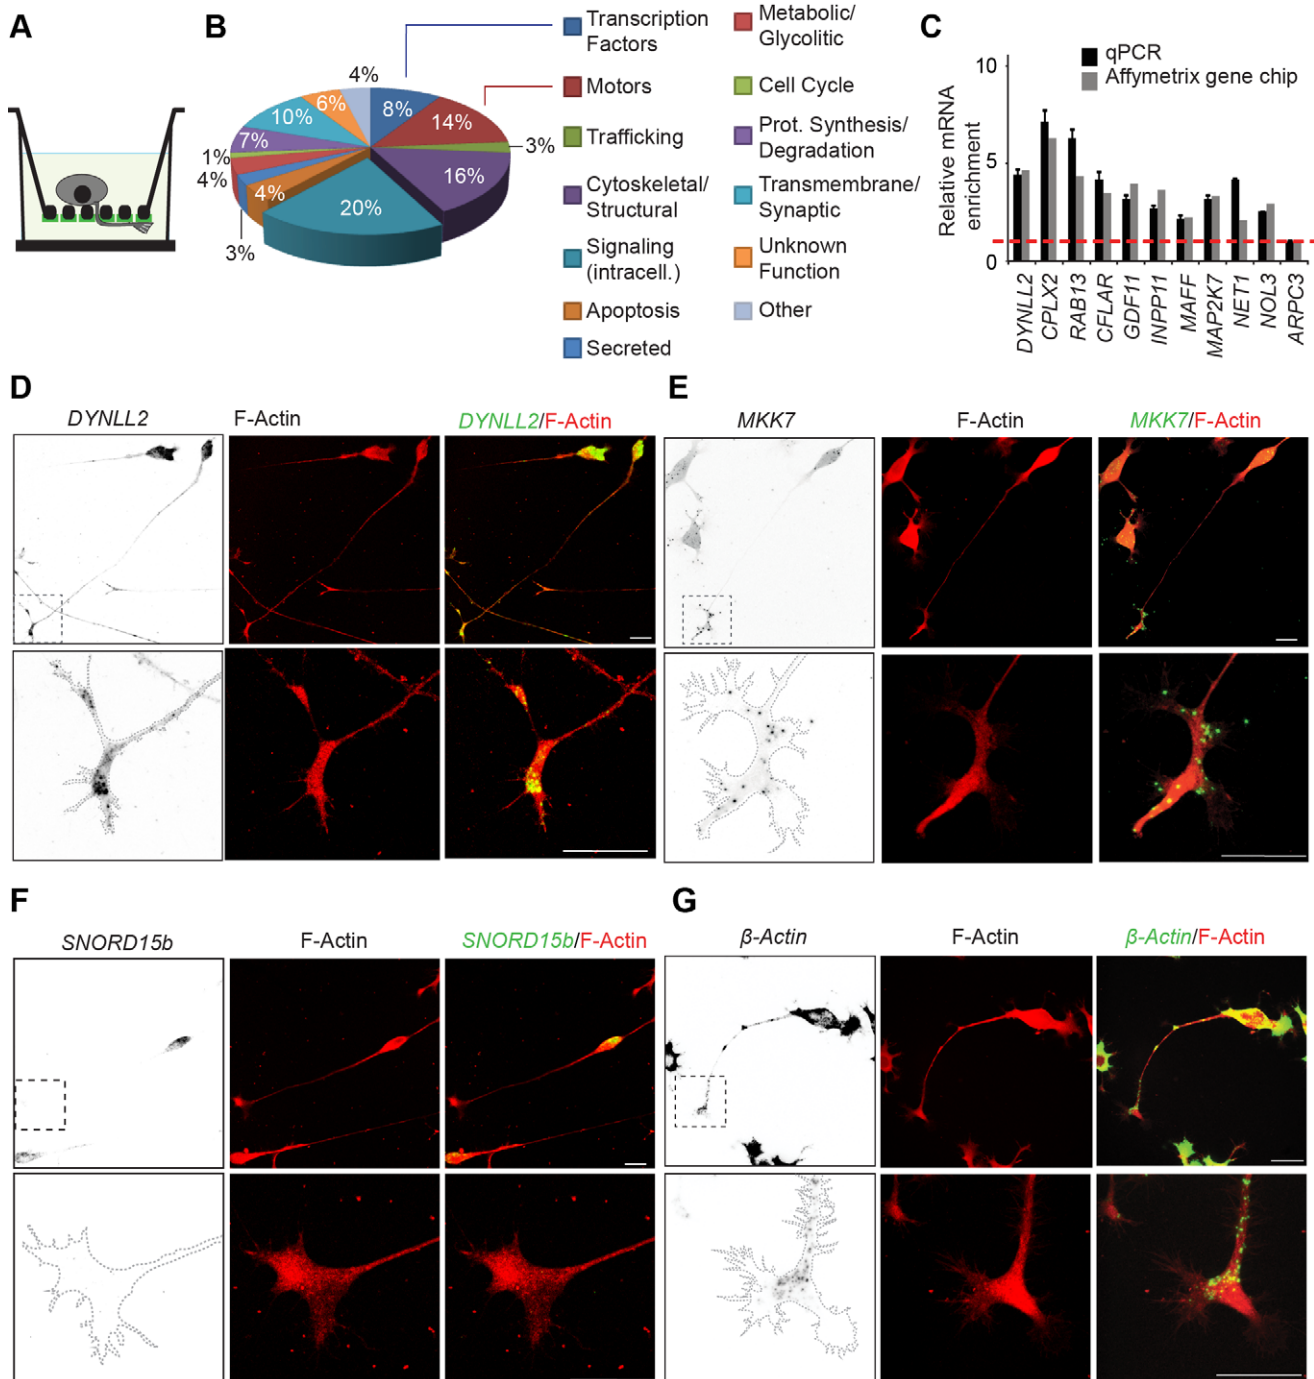 A
B
Transcription
Factors
Metabolic/
Glycolitic
Motors
Cell Cycle
Trafficking
Prot. Synthesis/
Degradation
Cytoskeletal/
Structural
Transmembrane/
Synaptic
Signaling
(intracell.)
Unknown
Function
Apoptosis
Other
Secreted
4%
8%
14%
3%
16%
20%
4%
3%
4%
1%
7%
10%
6%
C
qPCR
Affymetrix gene chip
Relative mRNA
enrichment
10
5
0
DYNLL2
CPLX2
RAB13
CFLAR
GDF11
INPP11
MAFF
MAP2K7
NET1
NOL3
ARPC3
D
DYNLL2
F-Actin
DYNLL2/F-Actin
E
MKK7
F-Actin
MKK7/F-Actin
F
SNORD15b
F-Actin
SNORD15b/F-Actin
G
β-Actin
F-Actin
β-Actin/F-Actin